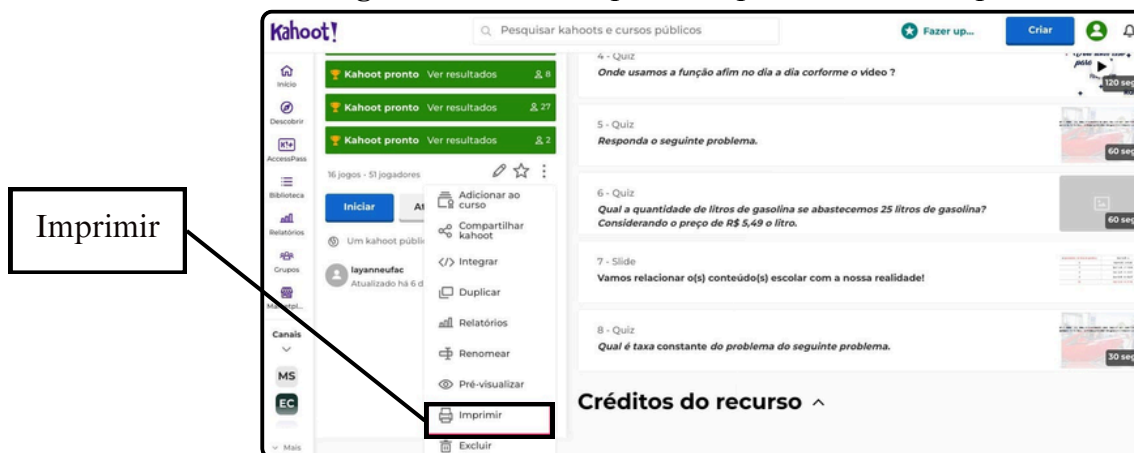 Imprimir
Kahoot!
Pesquisar kahoots e cursos públicos
Fazer up...
Criar
Início
Descobrir
AccessPass
Biblioteca
Relatórios
Grupos
Canais
MS
EC
Mais
Kahoot pronto Ver resultados 8
Kahoot pronto Ver resultados 27
Kahoot pronto Ver resultados 2
16 jogos - 51 jogadores
Iniciar
Um kahoot públi
layanneufac
Atualizado há 6 d
Adicionar ao
curso
Compartilhar
kahoot
Integrar
Duplicar
Relatórios
Renomear
Pré-visualizar
Imprimir
Excluir
4 - Quiz
Onde usamos a função afim no dia a dia conforme o vídeo ?
120 seg
5 - Quiz
Responda o seguinte problema.
60 seg
6 - Quiz
Qual a quantidade de litros de gasolina se abastecemos 25 litros de gasolina?
Considerando o preço de R$ 5,49 o litro.
60 seg
7 - Slide
Vamos relacionar o(s) conteúdo(s) escolar com a nossa realidade!
8 - Quiz
Qual é taxa constante do problema do seguinte problema.
30 seg
Créditos do recurso